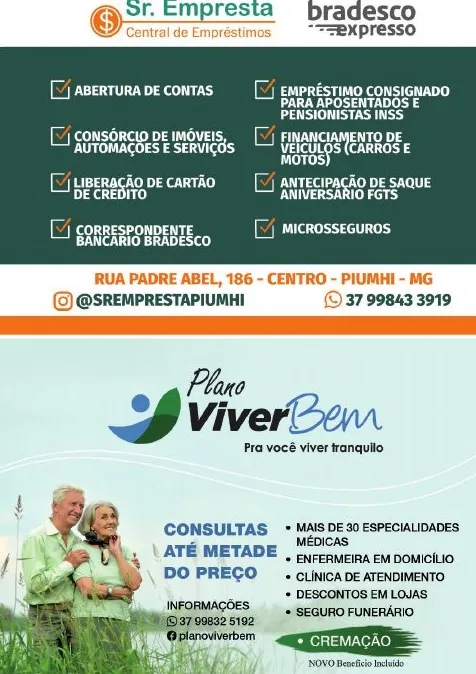 Sr. Empresta
Central de Empréstimos
bradesco
expresso
ABERTURA DE CONTAS
CONSÓRCIO DE IMÓVEIS,
AUTOMAÇÕES E SERVIÇOS
LIBERAÇÃO DE CARTÃO
DE CRÉDITO
CORRESPONDENTE
BANCÁRIO BRADESCO
EMPRÉSTIMO CONSIGNADO
PARA APOSENTADOS E
PENSIONISTAS INSS
FINANCIAMENTO DE
VEÍCULOS (CARROS E
MOTOS)
ANTECIPAÇÃO DE SAQUE
ANIVERSÁRIO FGTS
MICROSSEGUROS
RUA PADRE ABEL, 186 - CENTRO - PIUMHI - MG
@SREMPRESTAPIUMHI
37 99843 3919
Plano
ViverBem
Pra você viver tranquilo
CONSULTAS
ATÉ METADE
DO PREÇO
INFORMAÇÕES
37 99832 5192
planoviverbem
• MAIS DE 30 ESPECIALIDADES
MÉDICAS
• ENFERMEIRA EM DOMICÍLIO
• CLÍNICA DE ATENDIMENTO
• DESCONTOS EM LOJAS
• SEGURO FUNERÁRIO
• CREMAÇÃO
NOVO Benefício Incluído